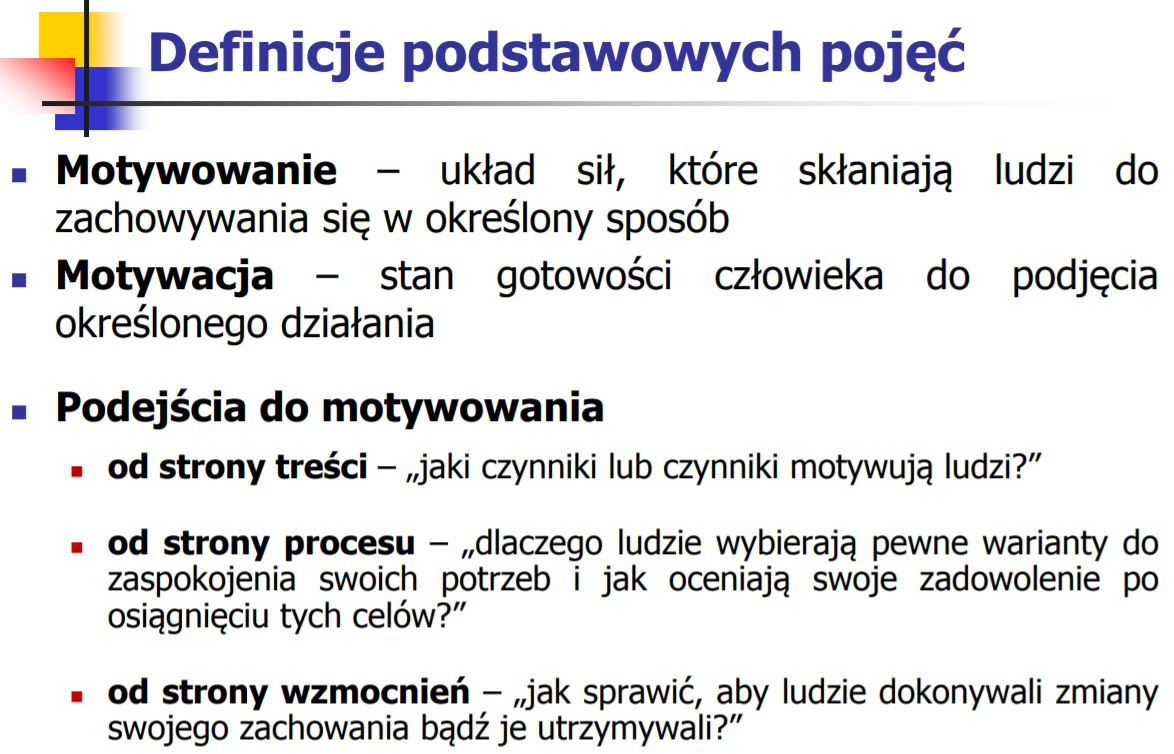 Definicje podstawowych pojęć
Motywowanie – układ sił, które skłaniają ludzi do
zachowywania się w określony sposób
Motywacja – stan gotowości człowieka do podjęcia
określonego działania
Podejścia do motywowania
od strony treści – „jaki czynniki lub czynniki motywują ludzi?”
od strony procesu – „dlaczego ludzie wybierają pewne warianty do
zaspokojenia swoich potrzeb i jak oceniają swoje zadowolenie po
osiągnięciu tych celów?”
od strony wzmocnień – „jak sprawić, aby ludzie dokonywali zmiany
swojego zachowania bądź je utrzymywali?”